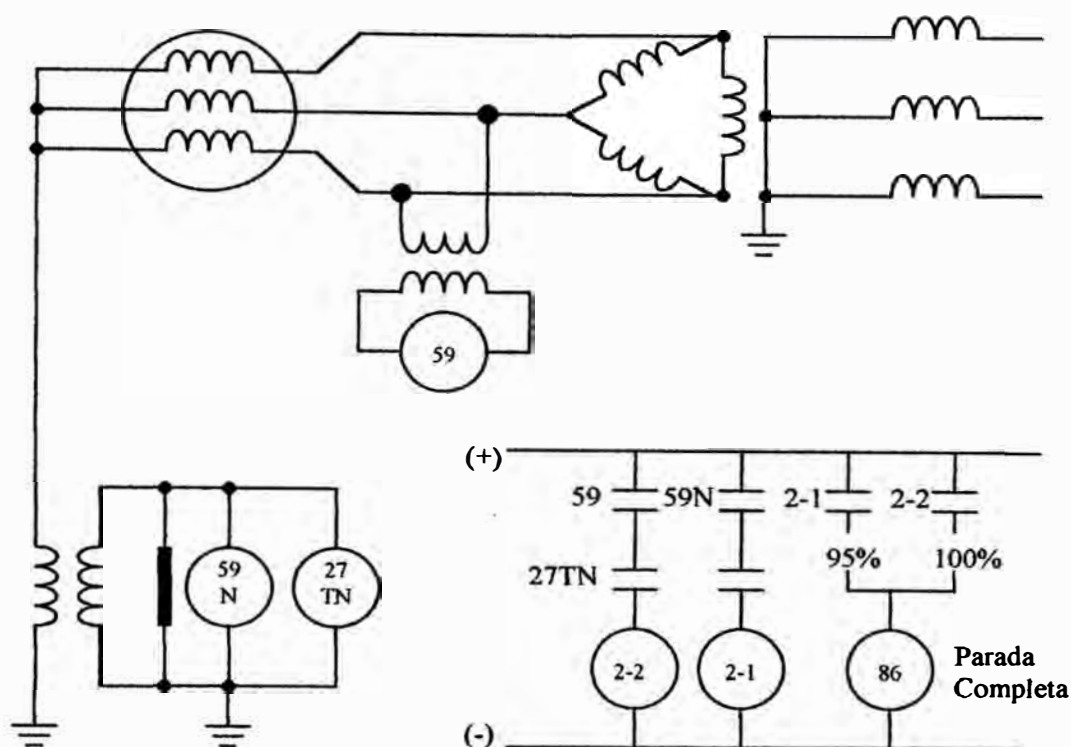 59
(+)
59 59N 2-1 2-2
95% 100%
27TN
59
N
27
TN
2-2
2-1
86
Parada
Completa
(-)